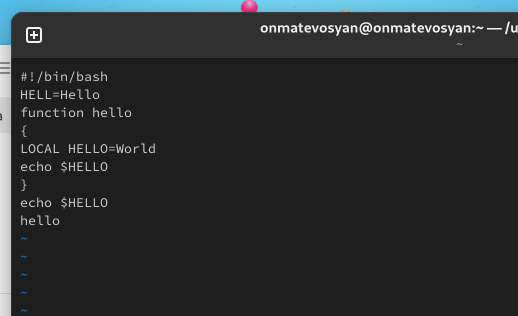 onmatevosyan@onmatevosyan:~ — /u
~
#!/bin/bash
HELL=Hello
function hello
{
LOCAL HELLO=World
echo $HELLO
}
echo $HELLO
hello
~
~
~
~
~